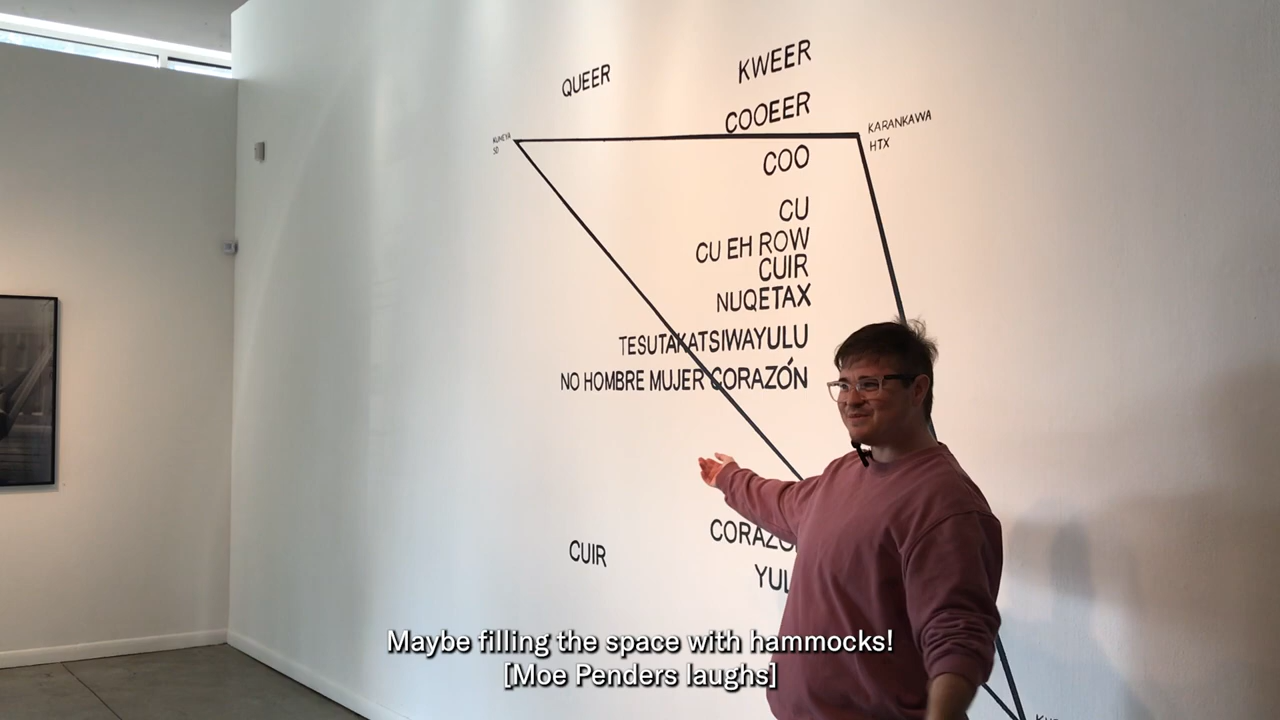 QUEER
KWEER
COOEER
KARANKAWA
HTX
COO
CU
CU EH ROW
CUIR
NUQETAX
TESUTAKATSIWAYULU
NO HOMBRE MUJER CORAZÓN
CUIR
Maybe filling the space with hammocks!
[Moe Penders laughs]